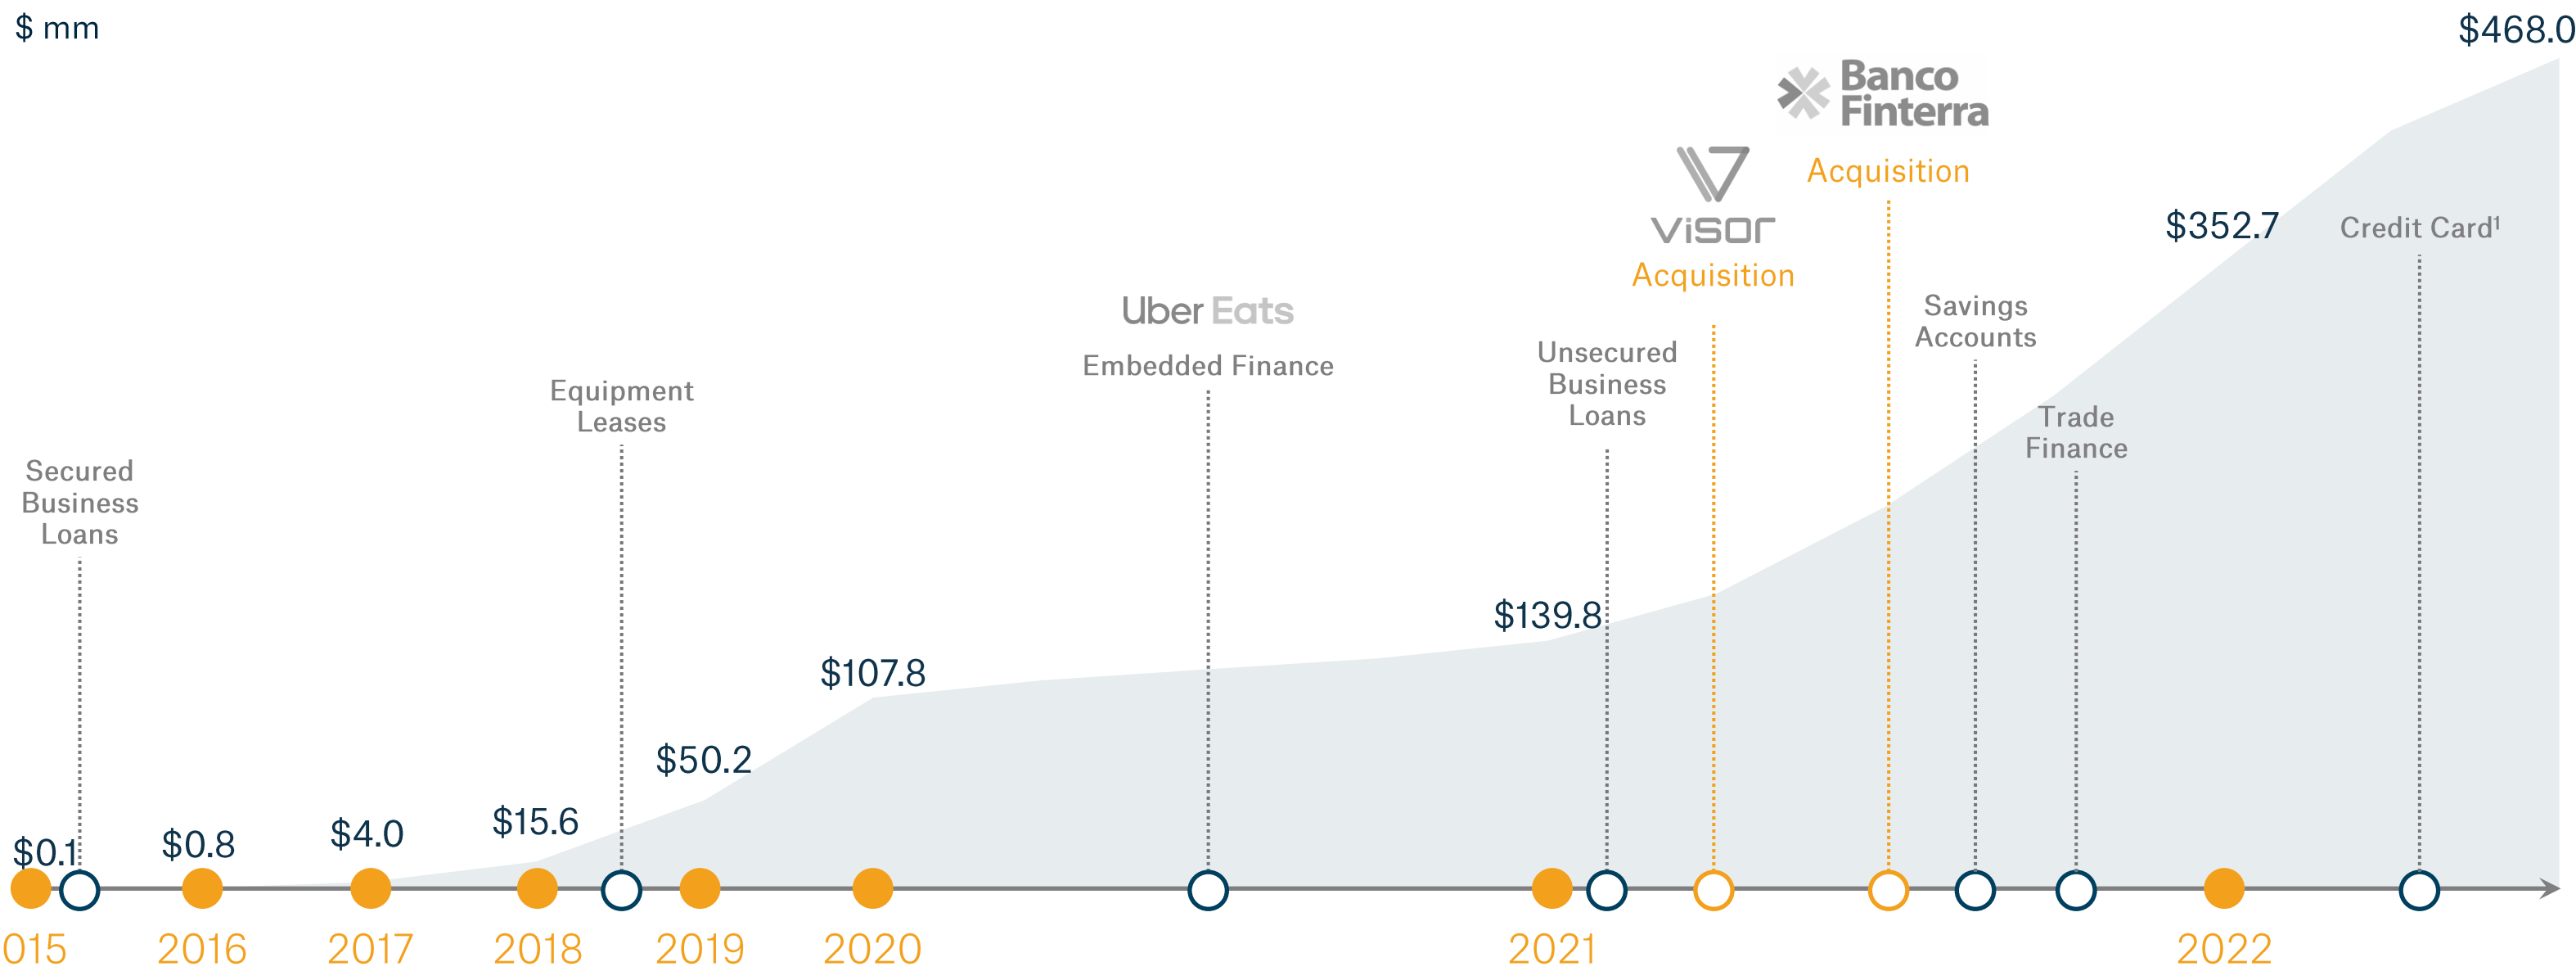 $ mm
$468.0
Banco
Finterra
Acquisition
VISOr
Acquisition
$352.7
Credit Card¹
Uber Eats
Embedded Finance
Savings
Accounts
Unsecured
Business
Loans
Equipment
Leases
Trade
Finance
Secured
Business
Loans
$139.8
$107.8
$50.2
$15.6
$4.0
$0.8
$0.1
015
2016
2017
2018
2019
2020
2021
2022